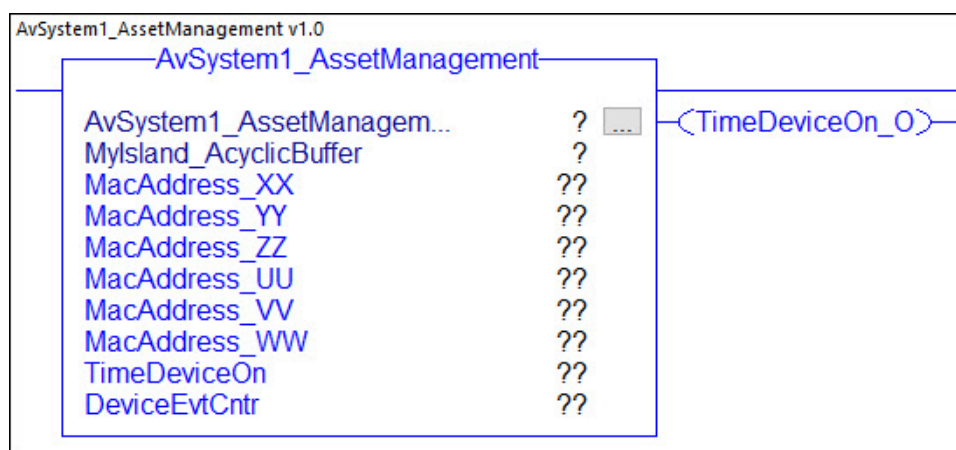 AvSystem1_AssetManagement v1.0
AvSystem1_AssetManagement
AvSystem1_AssetManagem... ? ... TimeDeviceOn_O
MyIsland_AcyclicBuffer ?
MacAddress_XX ??
MacAddress_YY ??
MacAddress_ZZ ??
MacAddress_UU ??
MacAddress_VV ??
MacAddress_WW ??
TimeDeviceOn ??
DeviceEvtCntr ??